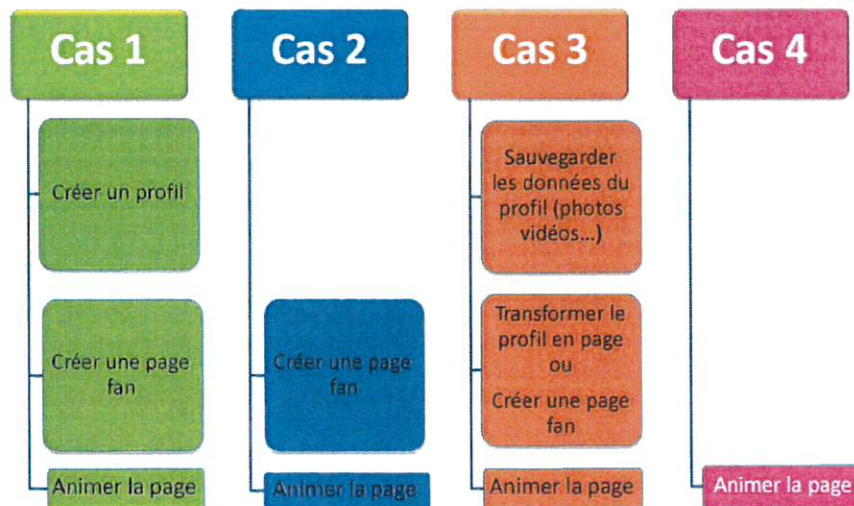 Cas 1
Cas 2
Cas 3
Cas 4
Créer un profil
Sauvegarder
les données du
profil (photos
vidéos...)
Créer une page
fan
Créer une page
fan
Transformer le
profil en page
ou
Créer une page
fan
Animer la page
Animer la page
Animer la page
Animer la page